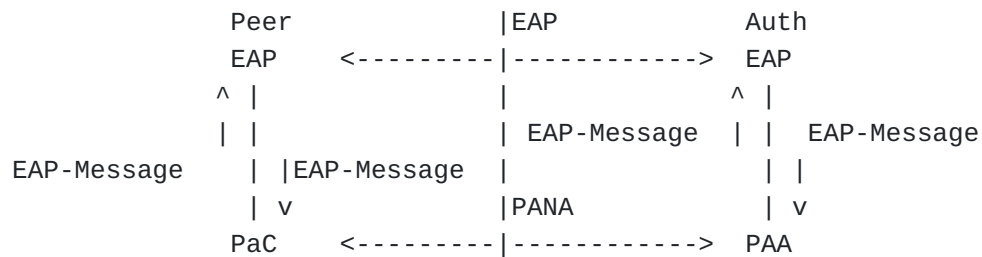 Peer |EAP Auth
EAP <---------|------------> EAP
^ | | ^ |
| | | EAP-Message | | EAP-Message
EAP-Message | |EAP-Message | | |
| v |PANA | v
PaC <---------|------------> PAA